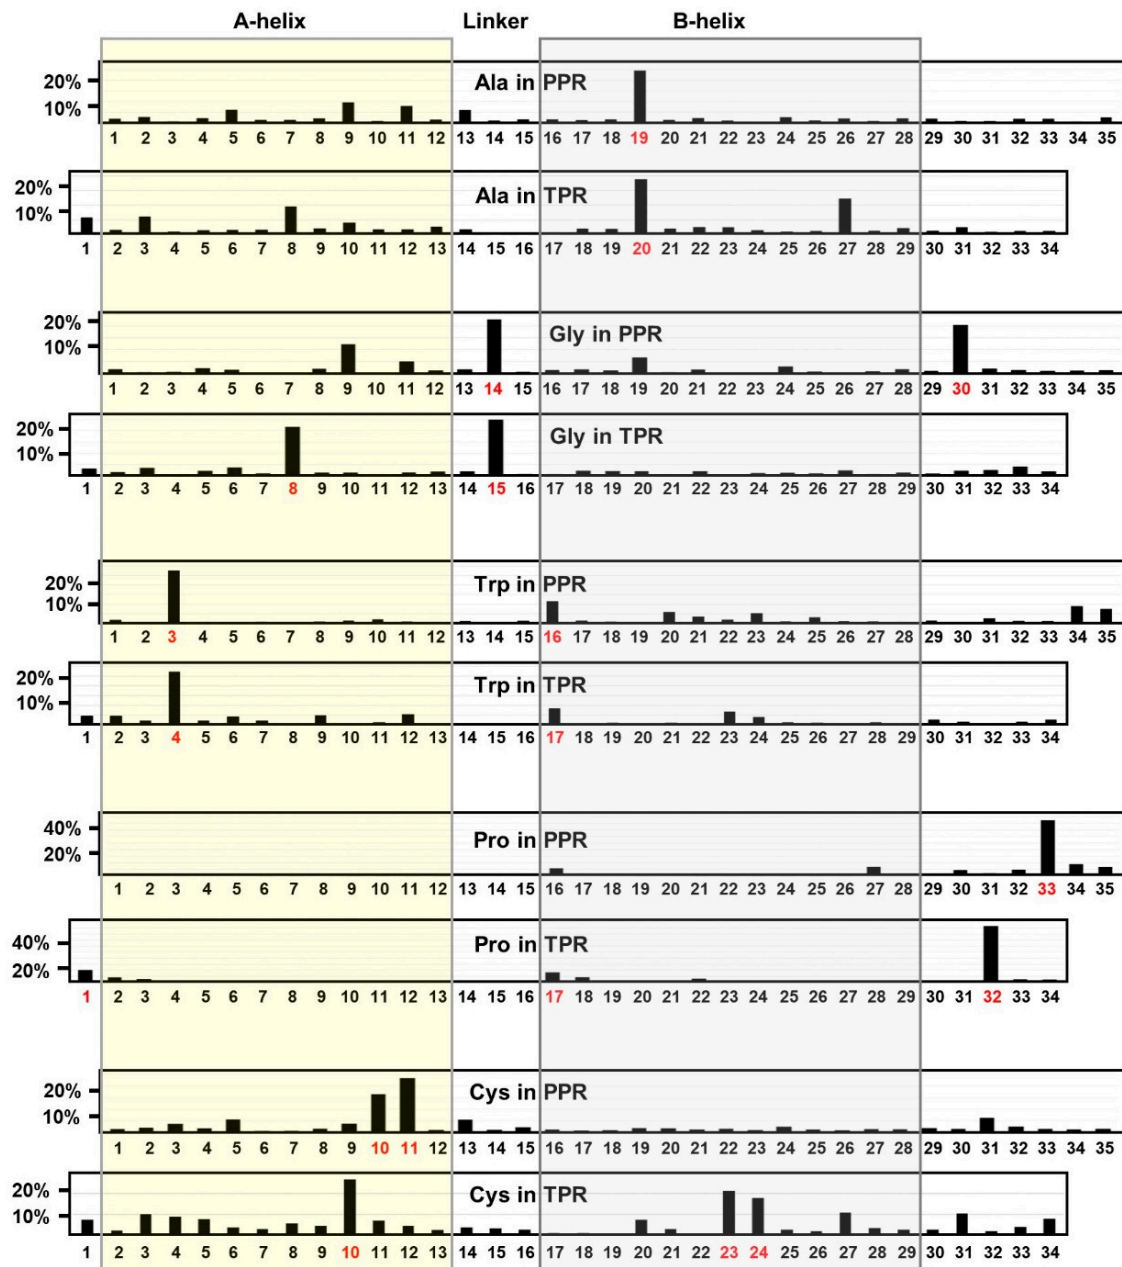 A-helix Linker B-helix
20%
Ala in PPR
10%
1 2 3 4 5 6 7 8 9 10 11 12 13 14 15 16 17 18 19 20 21 22 23 24 25 26 27 28 29 30 31 32 33 34 35
20%
Ala in TPR
10%
1 2 3 4 5 6 7 8 9 10 11 12 13 14 15 16 17 18 19 20 21 22 23 24 25 26 27 28 29 30 31 32 33 34
20%
Gly in PPR
10%
1 2 3 4 5 6 7 8 9 10 11 12 13 14 15 16 17 18 19 20 21 22 23 24 25 26 27 28 29 30 31 32 33 34 35
20%
Gly in TPR
10%
1 2 3 4 5 6 7 8 9 10 11 12 13 14 15 16 17 18 19 20 21 22 23 24 25 26 27 28 29 30 31 32 33 34
20%
Trp in PPR
10%
1 2 3 4 5 6 7 8 9 10 11 12 13 14 15 16 17 18 19 20 21 22 23 24 25 26 27 28 29 30 31 32 33 34 35
20%
Trp in TPR
10%
1 2 3 4 5 6 7 8 9 10 11 12 13 14 15 16 17 18 19 20 21 22 23 24 25 26 27 28 29 30 31 32 33 34
40%
Pro in PPR
20%
1 2 3 4 5 6 7 8 9 10 11 12 13 14 15 16 17 18 19 20 21 22 23 24 25 26 27 28 29 30 31 32 33 34 35
40%
Pro in TPR
20%
1 2 3 4 5 6 7 8 9 10 11 12 13 14 15 16 17 18 19 20 21 22 23 24 25 26 27 28 29 30 31 32 33 34
20%
Cys in PPR
10%
1 2 3 4 5 6 7 8 9 10 11 12 13 14 15 16 17 18 19 20 21 22 23 24 25 26 27 28 29 30 31 32 33 34 35
20%
Cys in TPR
10%
1 2 3 4 5 6 7 8 9 10 11 12 13 14 15 16 17 18 19 20 21 22 23 24 25 26 27 28 29 30 31 32 33 34